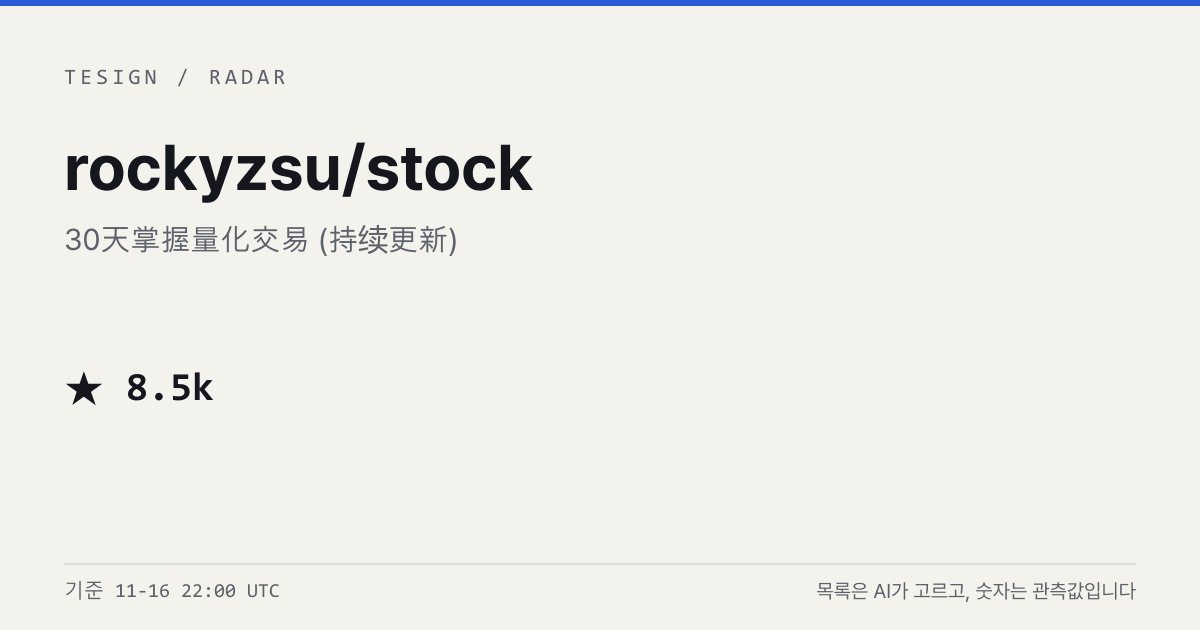 TESIGN / RADAR
rockyzsu/stock
30天掌握量化交易 (持续更新)
★ 8.5k
기준 11-16 22:00 UTC
목록은 AI가 고르고, 숫자는 관측값입니다